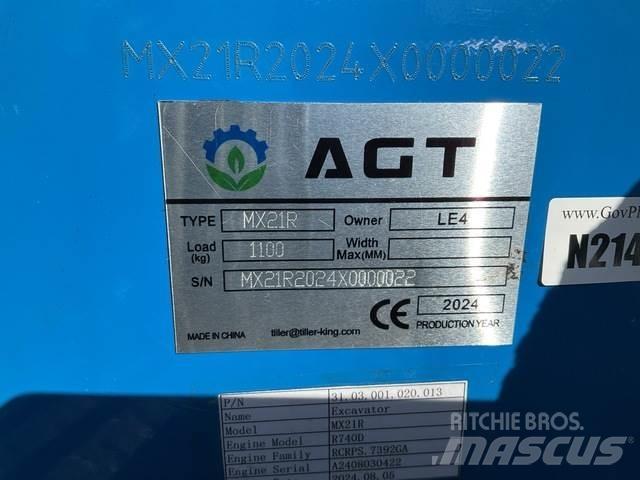 MX21R2024X0000022
AGT
TYPE MX21R Owner LE4
Load (kg) 1100 Width Max(MM)
S/N MX21R2024X0000022
CE 2024
PRODUCTION YEAR
MADE IN CHINA tiller@tiller-king.com
www.GovPl
N214
P/N 31.03.001.020.013
Name Excavator
Model MX21R
Engine Model R740D
Engine Family RCRPS.7392GA
Engine Serial A2408030422
2024.08.05
RITCHIE BROS.
MASCUS